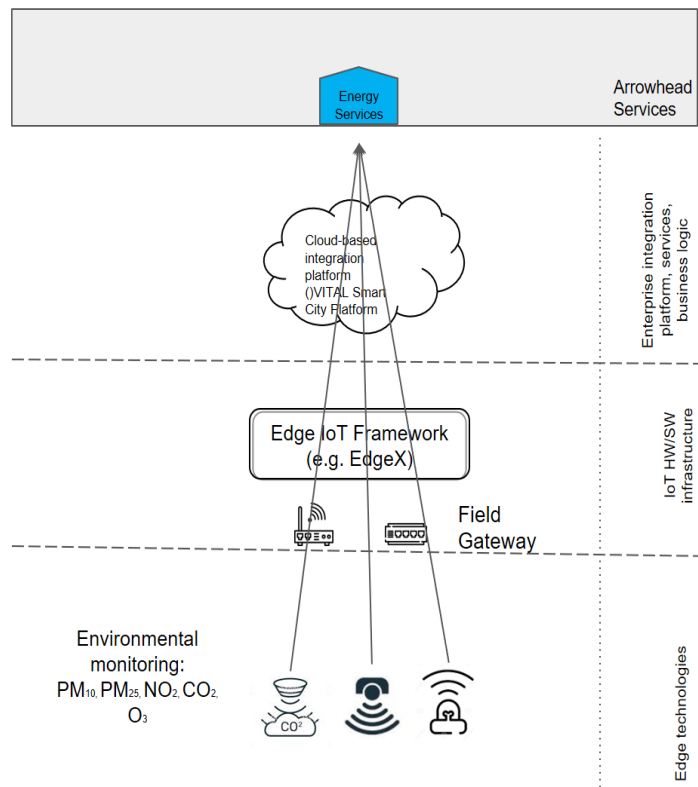 Energy
Services
Arrowhead
Services
Cloud-based
integration
platform
()VITAL Smart
City Platform
Enterprise integration
platform, services,
business logic
Edge IoT Framework
(e.g. EdgeX)
IoT HW/SW
infrastructure
Field
Gateway
Environmental
monitoring:
PM₁₀, PM₂₅, NO₂, CO₂,
O₃
CO²
Edge technologies